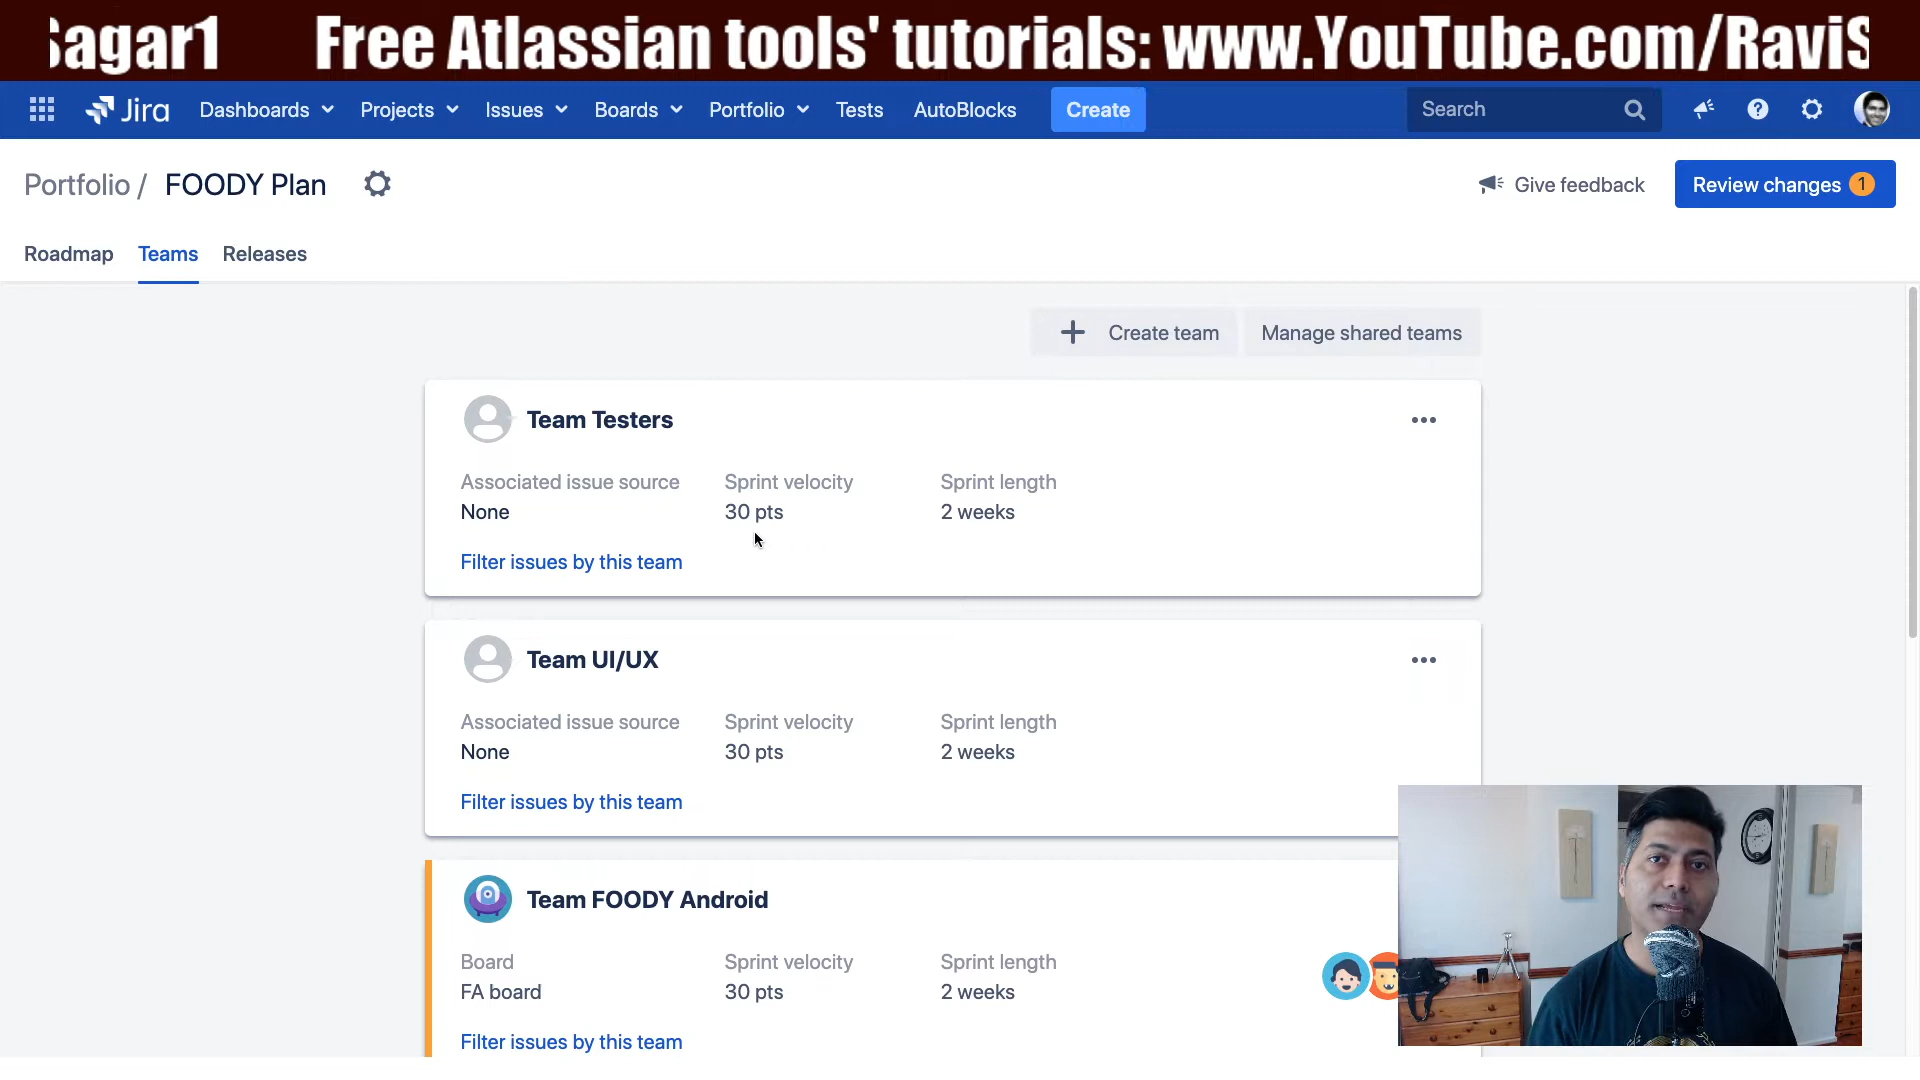 Sagar1 Free Atlassian tools' tutorials: www.YouTube.com/RaviS
Jira Dashboards Projects Issues Boards Portfolio Tests AutoBlocks Create Search
Portfolio / FOODY Plan Give feedback Review changes 1
Roadmap Teams Releases
+ Create team Manage shared teams
Team Testers
Associated issue source Sprint velocity Sprint length
None 30 pts 2 weeks
Filter issues by this team
Team UI/UX
Associated issue source Sprint velocity Sprint length
None 30 pts 2 weeks
Filter issues by this team
Team FOODY Android
Board Sprint velocity Sprint length
FA board 30 pts 2 weeks
Filter issues by this team